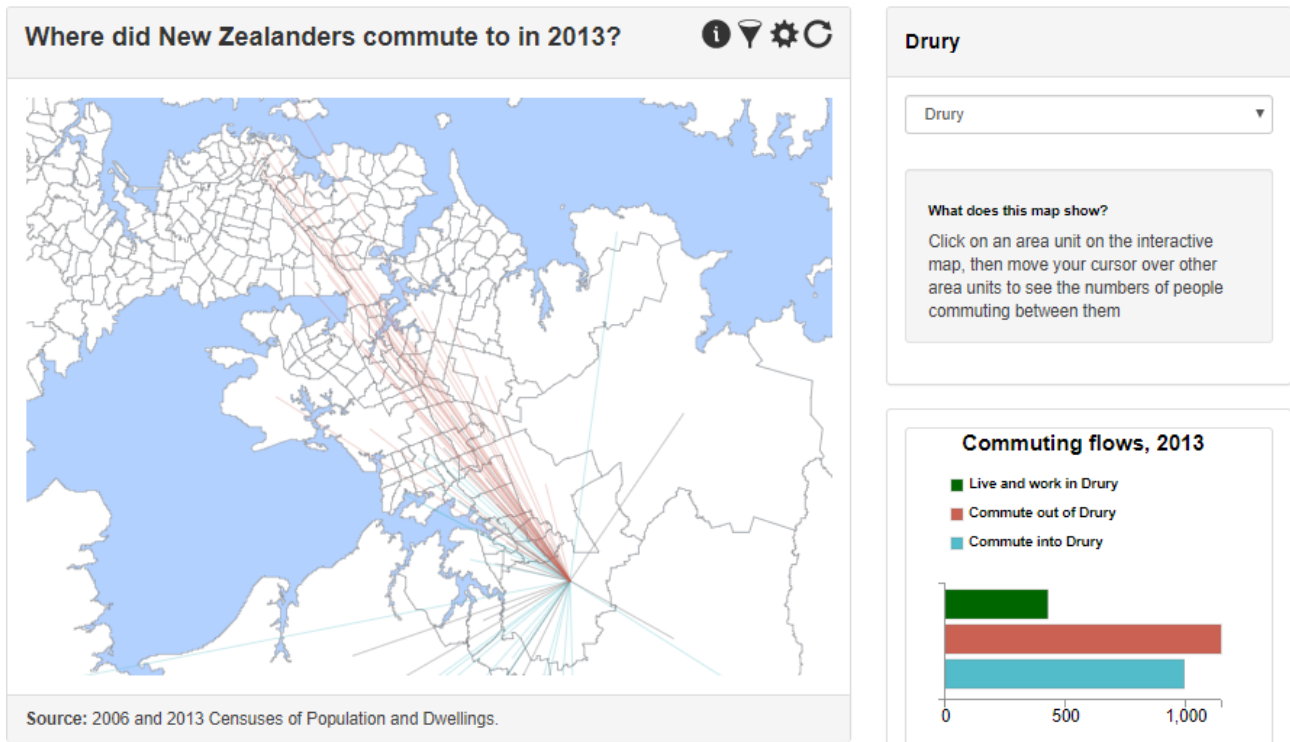 Where did New Zealanders commute to in 2013?
Source: 2006 and 2013 Censuses of Population and Dwellings.
Drury
Drury
What does this map show?
Click on an area unit on the interactive
map, then move your cursor over other
area units to see the numbers of people
commuting between them
Commuting flows, 2013
Live and work in Drury
Commute out of Drury
Commute into Drury
0 500 1,000